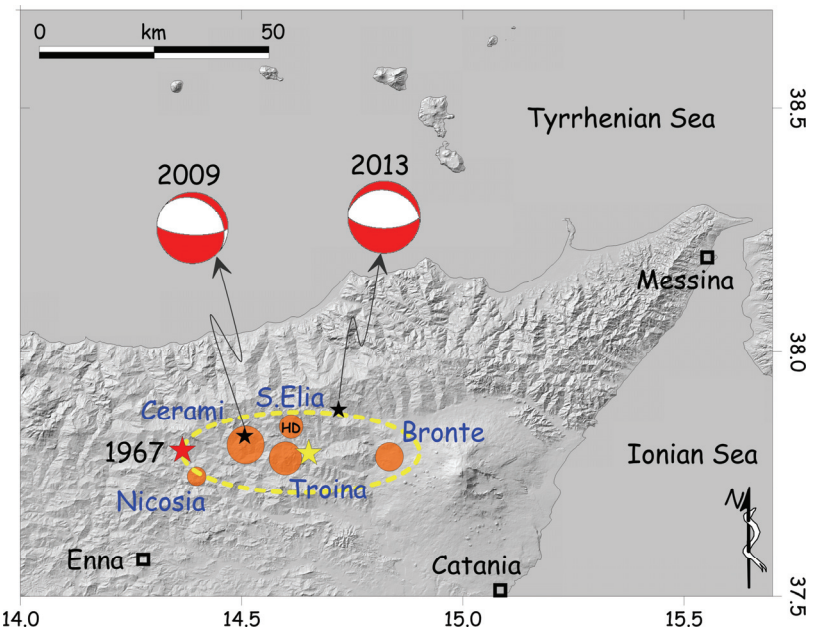 0 km 50
Tyrrhenian Sea
38.5
2009
2013
Messina
38.0
S.Elia
Cerami
HD
Bronte
1967
Ionian Sea
Troina
Nicosia
N
Enna
Catania
37.5
14.0 14.5 15.0 15.5